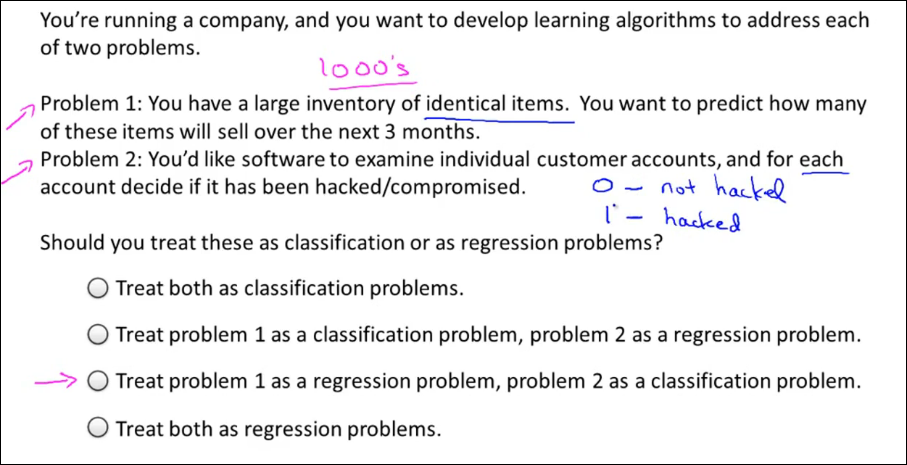 You're running a company, and you want to develop learning algorithms to address each
of two problems.
1000's
Problem 1: You have a large inventory of identical items. You want to predict how many
of these items will sell over the next 3 months.
Problem 2: You'd like software to examine individual customer accounts, and for each
account decide if it has been hacked/compromised.
0 - not hacked
1 - hacked
Should you treat these as classification or as regression problems?
Treat both as classification problems.
Treat problem 1 as a classification problem, problem 2 as a regression problem.
Treat problem 1 as a regression problem, problem 2 as a classification problem.
Treat both as regression problems.